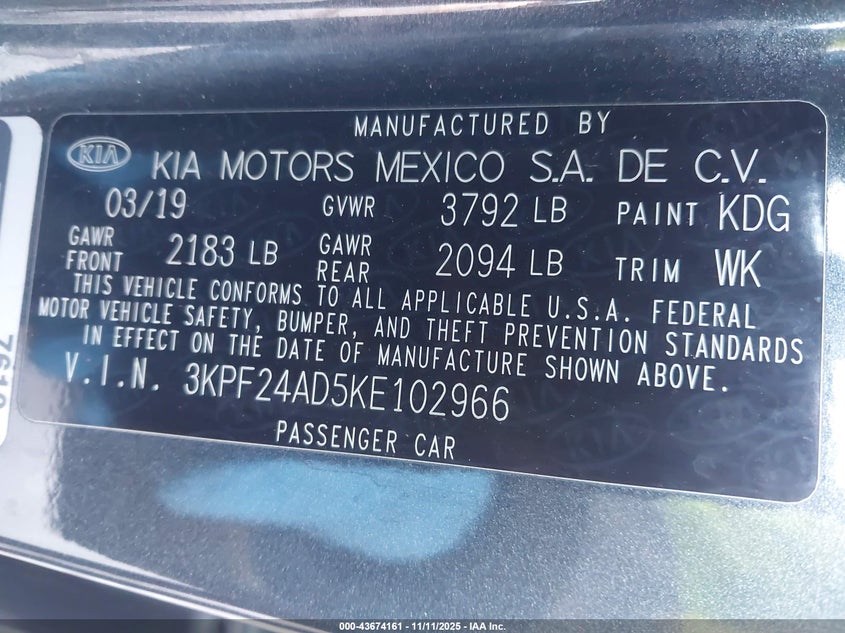 MANUFACTURED BY
KIA KIA MOTORS MEXICO S.A. DE C.V.
03/19 GVWR 3792 LB PAINT KDG
GAWR FRONT 2183 LB GAWR REAR 2094 LB TRIM WK
THIS VEHICLE CONFORMS TO ALL APPLICABLE U.S.A. FEDERAL
MOTOR VEHICLE SAFETY, BUMPER, AND THEFT PREVENTION STANDARDS
IN EFFECT ON THE DATE OF MANUFACTURE SHOWN ABOVE.
V.I.N. 3KPF24AD5KE102966
PASSENGER CAR
000-43674161 - 11/11/2025 - IAA Inc.